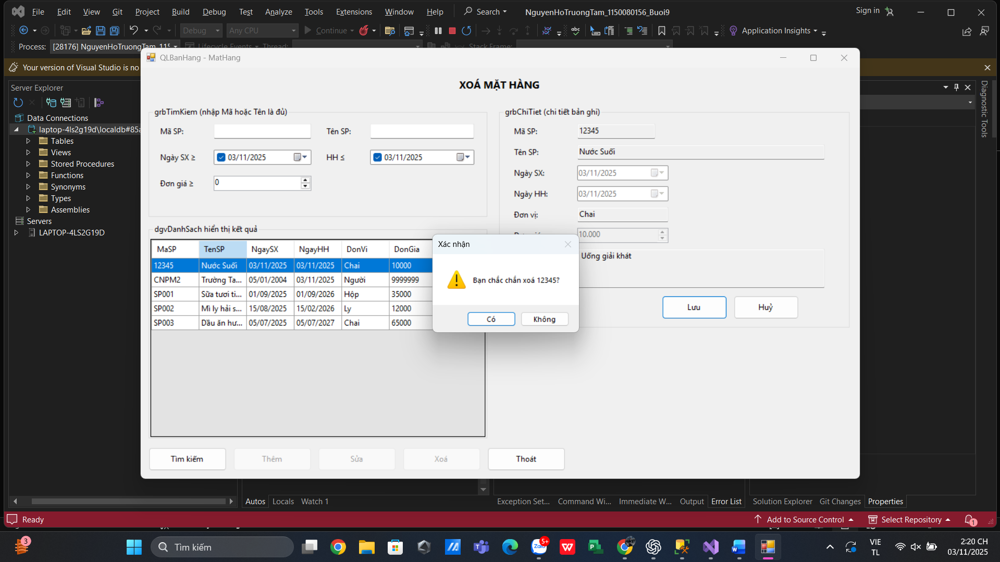 File Edit View Git Project Build Debug Test Analyze Tools Extensions Window Help Search NguyenHoTruongTam_1150080156_Buoi9 Sign in
Debug Any CPU Continue Application Insights
Process: [28176] NguyenHoTruongTam_115 Lifecycle Events Thread: Stack Frame:
Your version of Visual Studio is no
Server Explorer
Data Connections
laptop-4ls2g19d\localdb#85a
Tables
Views
Stored Procedures
Functions
Synonyms
Types
Assemblies
Servers
LAPTOP-4LS2G19D
Diagnostic Tools
QLBanHang - MatHang
XOÁ MẶT HÀNG
grbTimKiem (nhập Mã hoặc Tên là đủ)
Mã SP: Tên SP:
Ngày SX ≥ 03/11/2025 HH ≤ 03/11/2025
Đơn giá ≥ 0
dgvDanhSach hiển thị kết quả
MaSP TenSP NgaySX NgayHH DonVi DonGia
12345 Nước Suối 03/11/2025 03/11/2025 Chai 10000
CNPM2 Trường Ta... 05/01/2004 03/11/2025 Người 9999999
SP001 Sữa tươi ti... 01/09/2025 01/09/2026 Hộp 35000
SP002 Mì ly hải s... 15/08/2025 15/02/2026 Ly 12000
SP003 Dầu ăn hư... 05/07/2025 05/07/2027 Chai 65000
grbChiTiet (chi tiết bản ghi)
Mã SP: 12345
Tên SP: Nước Suối
Ngày SX: 03/11/2025
Ngày HH: 03/11/2025
Đơn vị: Chai
10.000
Uống giải khát
Lưu Huỷ
Xác nhận
Bạn chắc chắn xoá 12345?
Có Không
Tìm kiếm Thêm Sửa Xoá Thoát
Autos Locals Watch 1 Exception Set... Command Wi... Immediate W... Output Error List Solution Explorer Git Changes Properties
Ready Add to Source Control Select Repository 1
3 Tìm kiếm Zalo 5+ VIE 2:20 CH
TL 03/11/2025